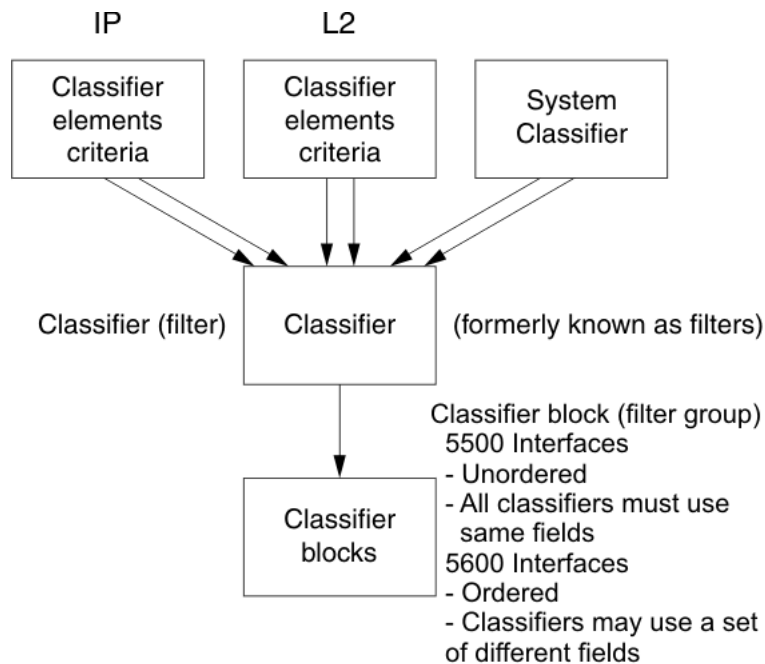 IP
L2
Classifier
elements
criteria
Classifier
elements
criteria
System
Classifier
Classifier (filter)
Classifier
(formerly known as filters)
Classifier block (filter group)
5500 Interfaces
- Unordered
- All classifiers must use
same fields
5600 Interfaces
- Ordered
- Classifiers may use a set
of different fields
Classifier
blocks